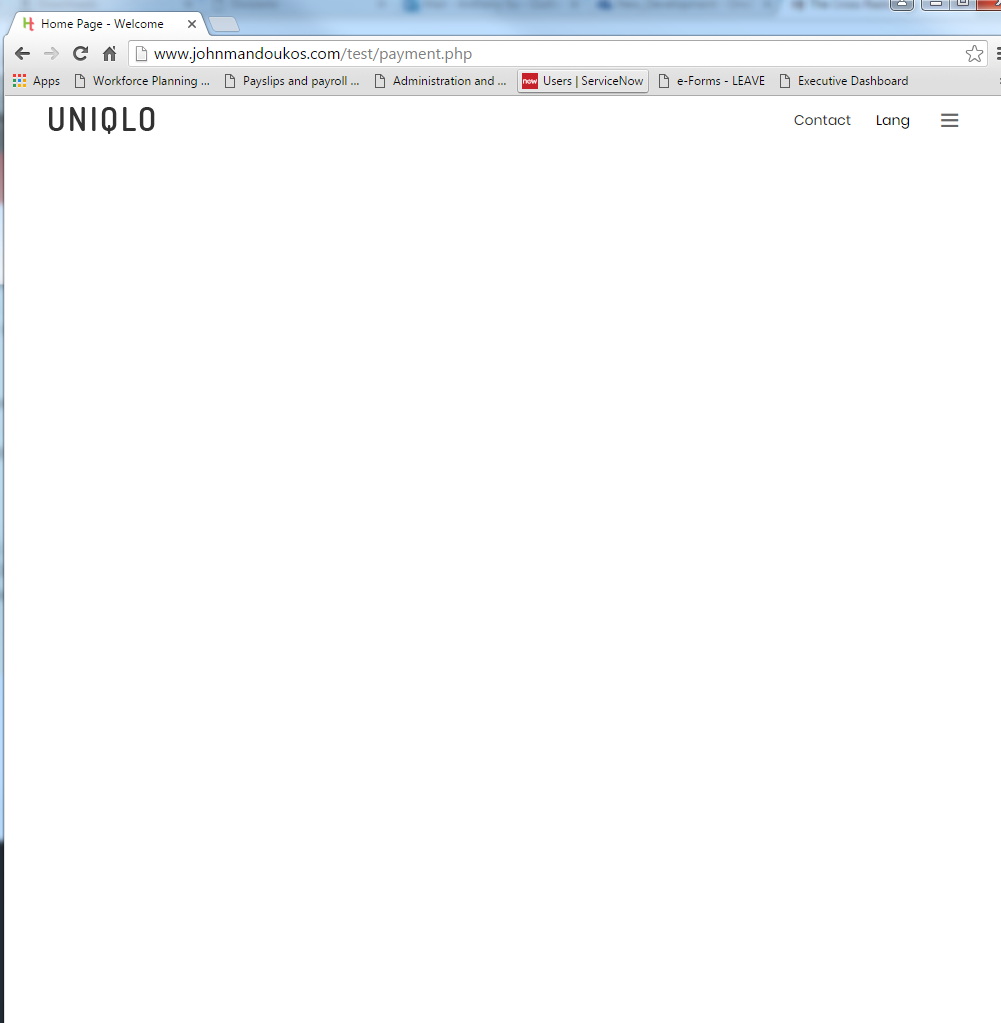 Home Page - Welcome
www.johnmandoukos.com/test/payment.php
Apps Workforce Planning ... Payslips and payroll ... Administration and ... now Users | ServiceNow e-Forms - LEAVE Executive Dashboard
UNIQLO Contact Lang